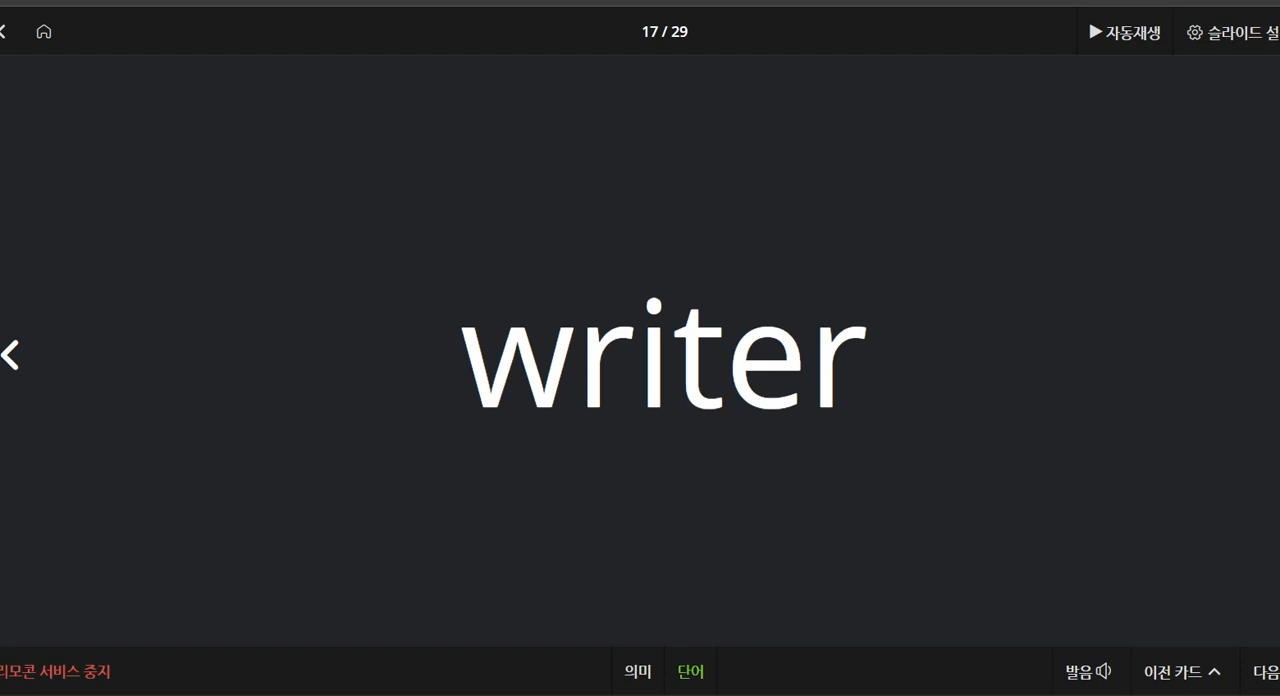 17 / 29
자동재생
슬라이드
writer
리모콘 서비스 중지
의미
단어
발음
이전 카드
다음